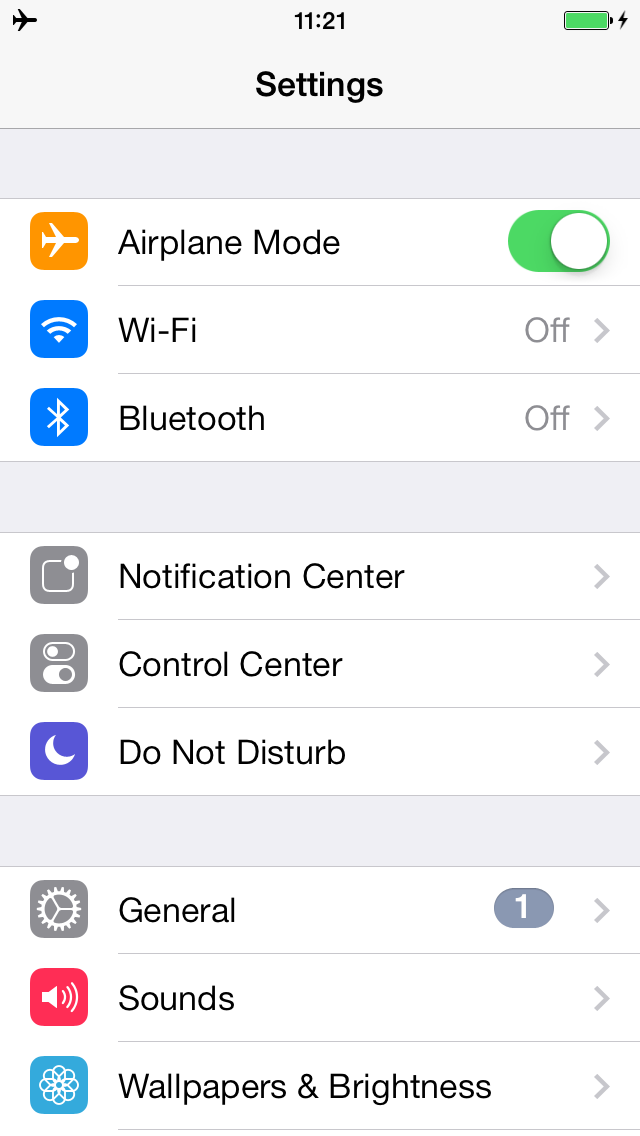 11:21
Settings
Airplane Mode
Wi-Fi Off
Bluetooth Off
Notification Center
Control Center
Do Not Disturb
General 1
Sounds
Wallpapers & Brightness